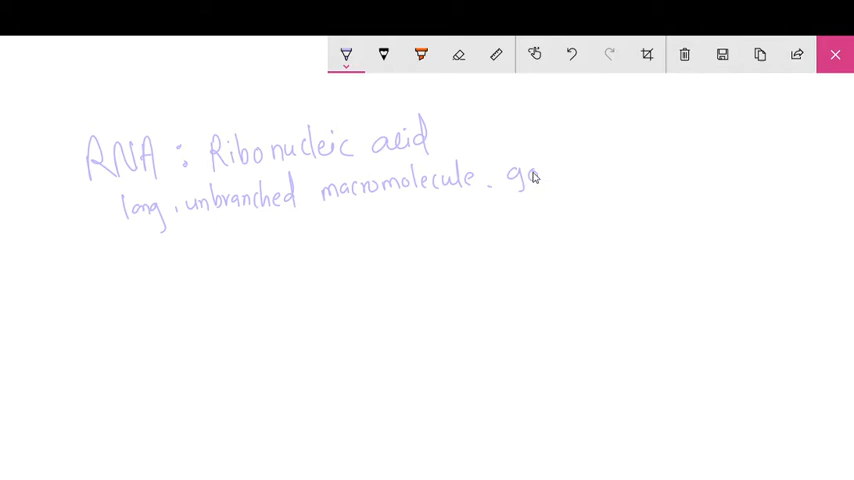 RNA : Ribonucleic acid
long, unbranched macromolecule.